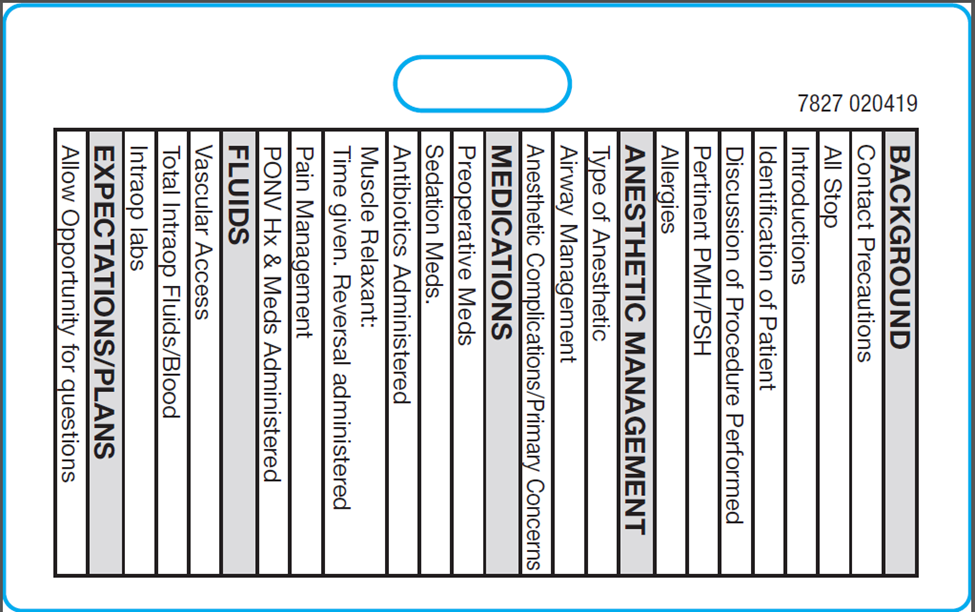 7827 020419
BACKGROUND
Contact Precautions
All Stop
Introductions
Identification of Patient
Discussion of Procedure Performed
Pertinent PMH/PSH
Allergies
ANESTHETIC MANAGEMENT
Type of Anesthetic
Airway Management
Anesthetic Complications/Primary Concerns
MEDICATIONS
Preoperative Meds
Sedation Meds.
Antibiotics Administered
Muscle Relaxant:
Time given. Reversal administered
Pain Management
PONV Hx & Meds Administered
FLUIDS
Vascular Access
Total Intraop Fluids/Blood
Intraop labs
EXPECTATIONS/PLANS
Allow Opportunity for questions